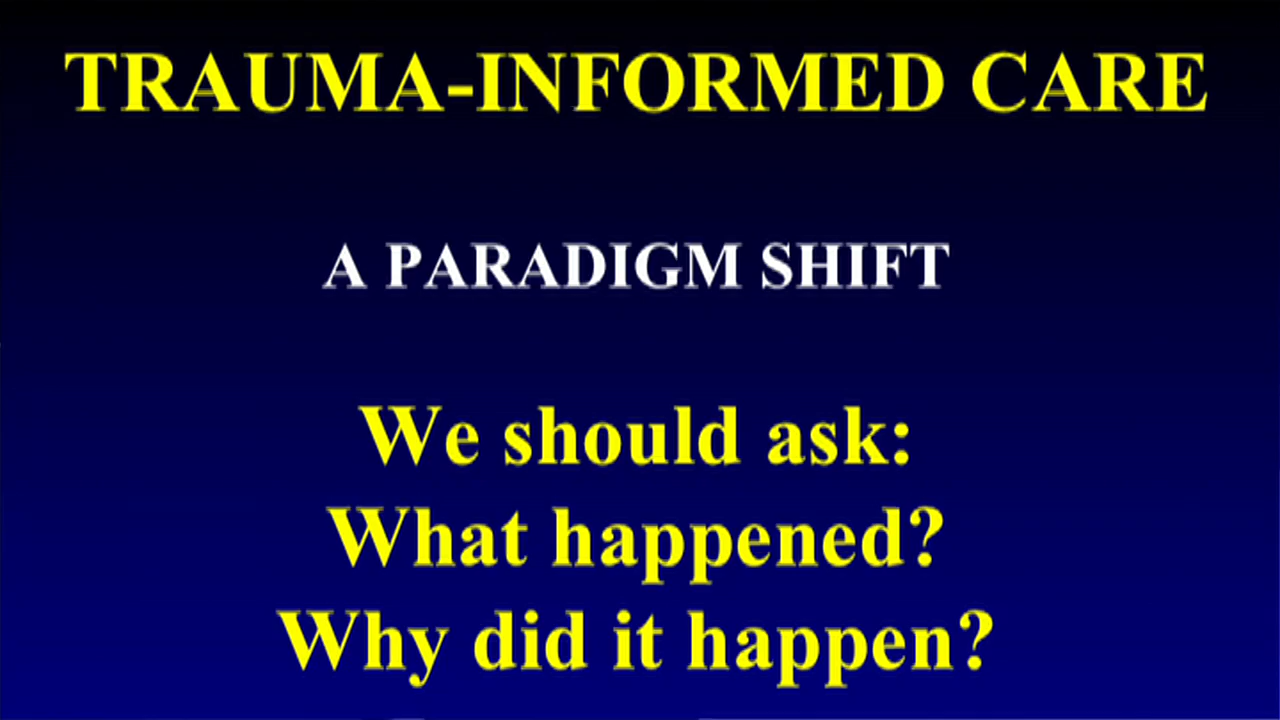 TRAUMA-INFORMED CARE
A PARADIGM SHIFT
We should ask:
What happened?
Why did it happen?